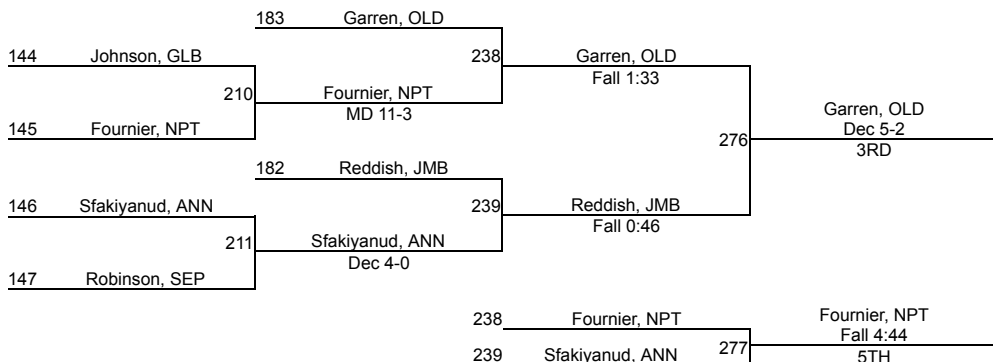 183 Garren, OLD
144 Johnson, GLB
238
Garren, OLD
Fall 1:33
210
Fournier, NPT
MD 11-3
145 Fournier, NPT
Garren, OLD
Dec 5-2
3RD
276
182 Reddish, JMB
146 Sfakiyanud, ANN
239
Reddish, JMB
Fall 0:46
211
Sfakiyanud, ANN
Dec 4-0
147 Robinson, SEP
238 Fournier, NPT
Fournier, NPT
Fall 4:44
5TH
277
239 Sfakiyanud, ANN